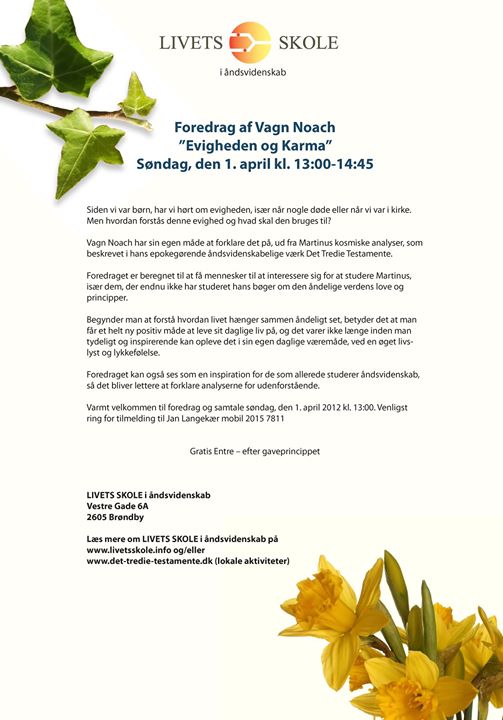 LIVETS SKOLE
i åndsvidenskab
Foredrag af Vagn Noach
”Evigheden og Karma”
Søndag, den 1. april kl. 13:00-14:45
Siden vi var børn, har vi hørt om evigheden, især når nogle døde eller når vi var i kirke.
Men hvordan forstås denne evighed og hvad skal den bruges til?
Vagn Noach har sin egen måde at forklare det på, ud fra Martinus kosmiske analyser, som
beskrevet i hans epokegørende åndsvidenskabelige værk Det Tredie Testamente.
Foredraget er beregnet til at få mennesker til at interessere sig for at studere Martinus,
især dem, der endnu ikke har studeret hans bøger om den åndelige verdens love og
principper.
Begynder man at forstå hvordan livet hænger sammen åndeligt set, betyder det at man
får et helt ny positiv måde at leve sit daglige liv på, og det varer ikke længe inden man
tydeligt og inspirerende kan opleve det i sin egen daglige væremåde, ved en øget livs-
lyst og lykkefølelse.
Foredraget kan også ses som en inspiration for de som allerede studerer åndsvidenskab,
så det bliver lettere at forklare analyserne for udenforstående.
Varmt velkommen til foredrag og samtale søndag, den 1. april 2012 kl. 13:00. Venligst
ring for tilmelding til Jan Langekær mobil 2015 7811
Gratis Entre – efter gaveprincippet
LIVETS SKOLE i åndsvidenskab
Vestre Gade 6A
2605 Brøndby
Læs mere om LIVETS SKOLE i åndsvidenskab på
www.livetsskole.info og/eller
www.det-tredie-testamente.dk (lokale aktiviteter)